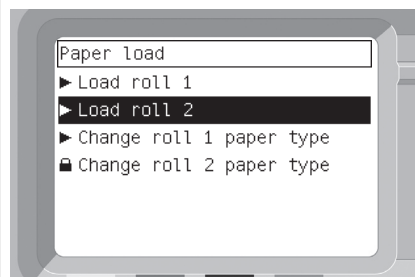 Paper load
Load roll 1
Load roll 2
Change roll 1 paper type
Change roll 2 paper type